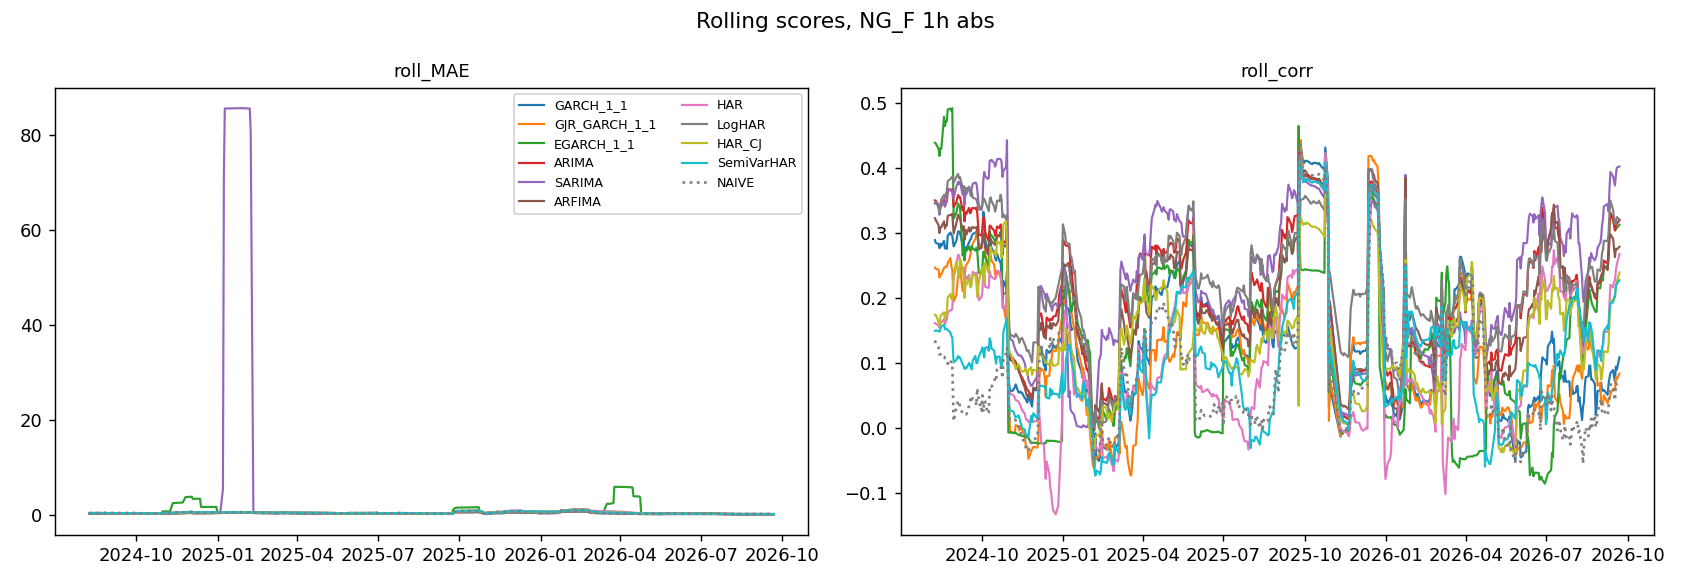 Rolling scores, NG_F 1h abs
roll_MAE
80
60
40
20
0
GARCH_1_1
GJR_GARCH_1_1
EGARCH_1_1
ARIMA
SARIMA
ARFIMA
HAR
LogHAR
HAR_CJ
SemiVarHAR
NAIVE
2024-10 2025-01 2025-04 2025-07 2025-10 2026-01 2026-04 2026-07 2026-10
roll_corr
0.5
0.4
0.3
0.2
0.1
0.0
−0.1
2024-10 2025-01 2025-04 2025-07 2025-10 2026-01 2026-04 2026-07 2026-10